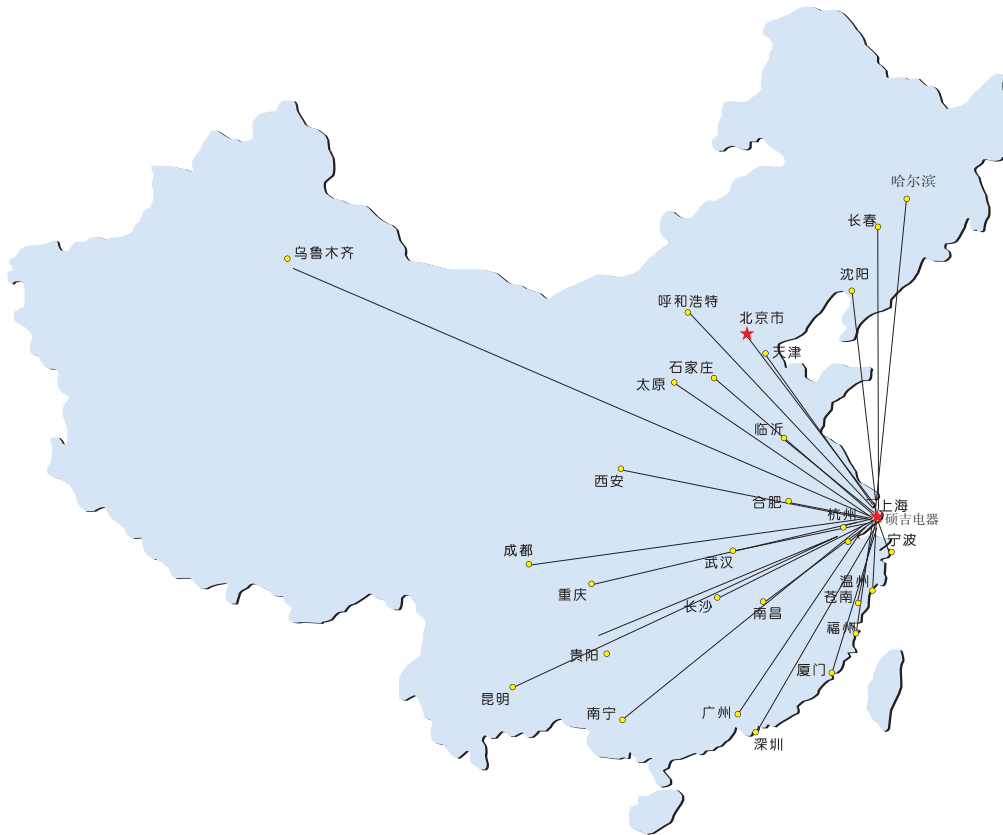 哈尔滨
长春
乌鲁木齐
沈阳
呼和浩特
北京市
天津
石家庄
太原
临沂
西安
合肥
上海
杭州
硕吉电器
宁波
成都
武汉
温州
重庆
苍南
长沙
南昌
福州
贵阳
厦门
昆明
南宁
广州
深圳